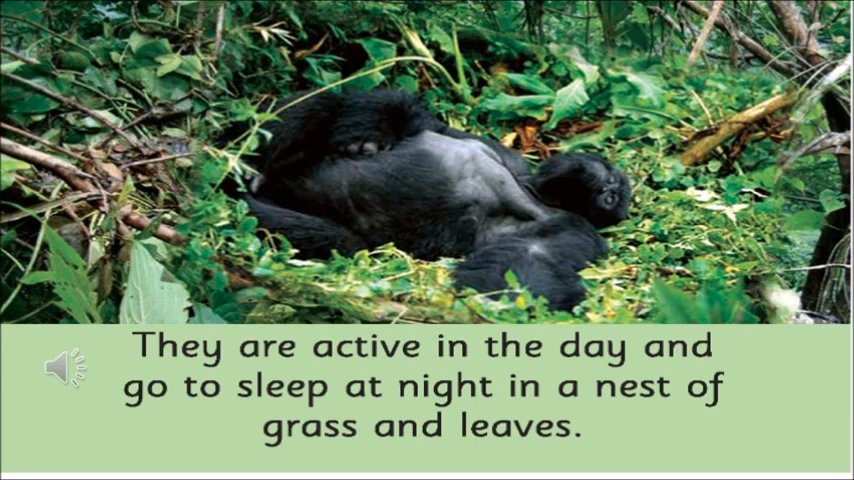 They are active in the day and
go to sleep at night in a nest of
grass and leaves.